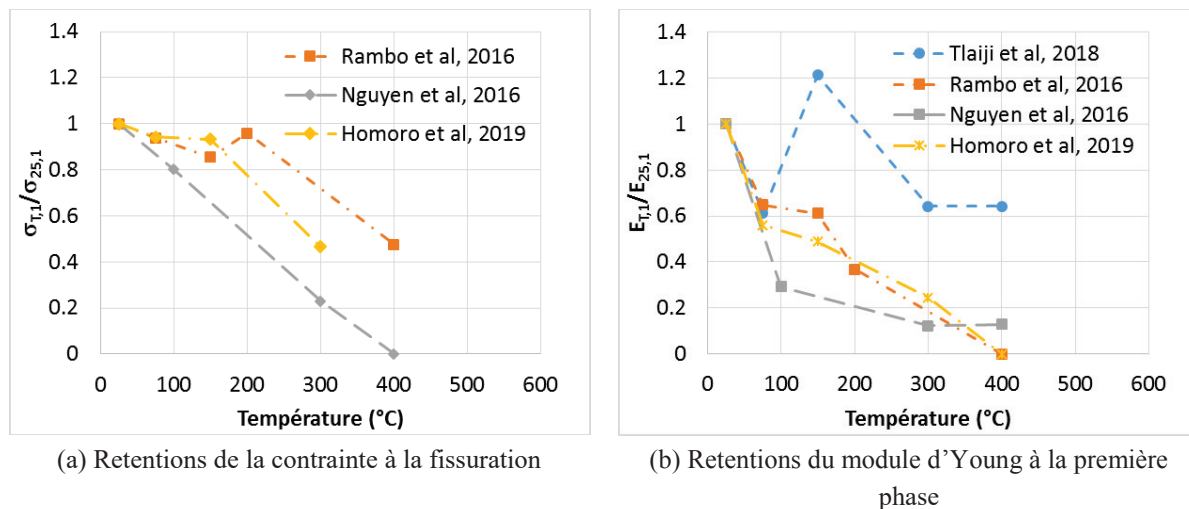 1.4
1.2
1
0.8
0.6
0.4
0.2
0
σT,1/σ25,1
Rambo et al, 2016
Nguyen et al, 2016
Homoro et al, 2019
0 100 200 300 400 500 600
Température (°C)
(a) Retentions de la contrainte à la fissuration
1.4
1.2
1
0.8
0.6
0.4
0.2
0
ET,1/E25,1
Tlaiji et al, 2018
Rambo et al, 2016
Nguyen et al, 2016
Homoro et al, 2019
0 100 200 300 400 500 600
Température (°C)
(b) Retentions du module d’Young à la première
phase